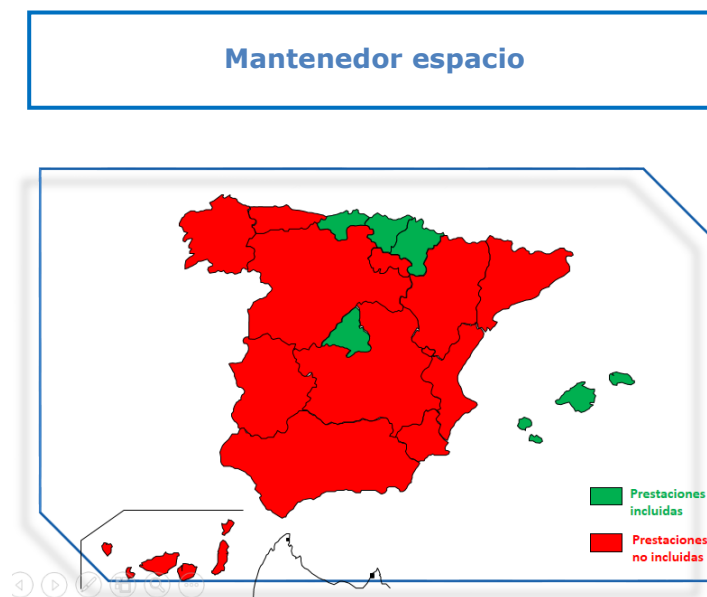 Mantenedor espacio
Prestaciones
incluidas
Prestaciones
no incluidas